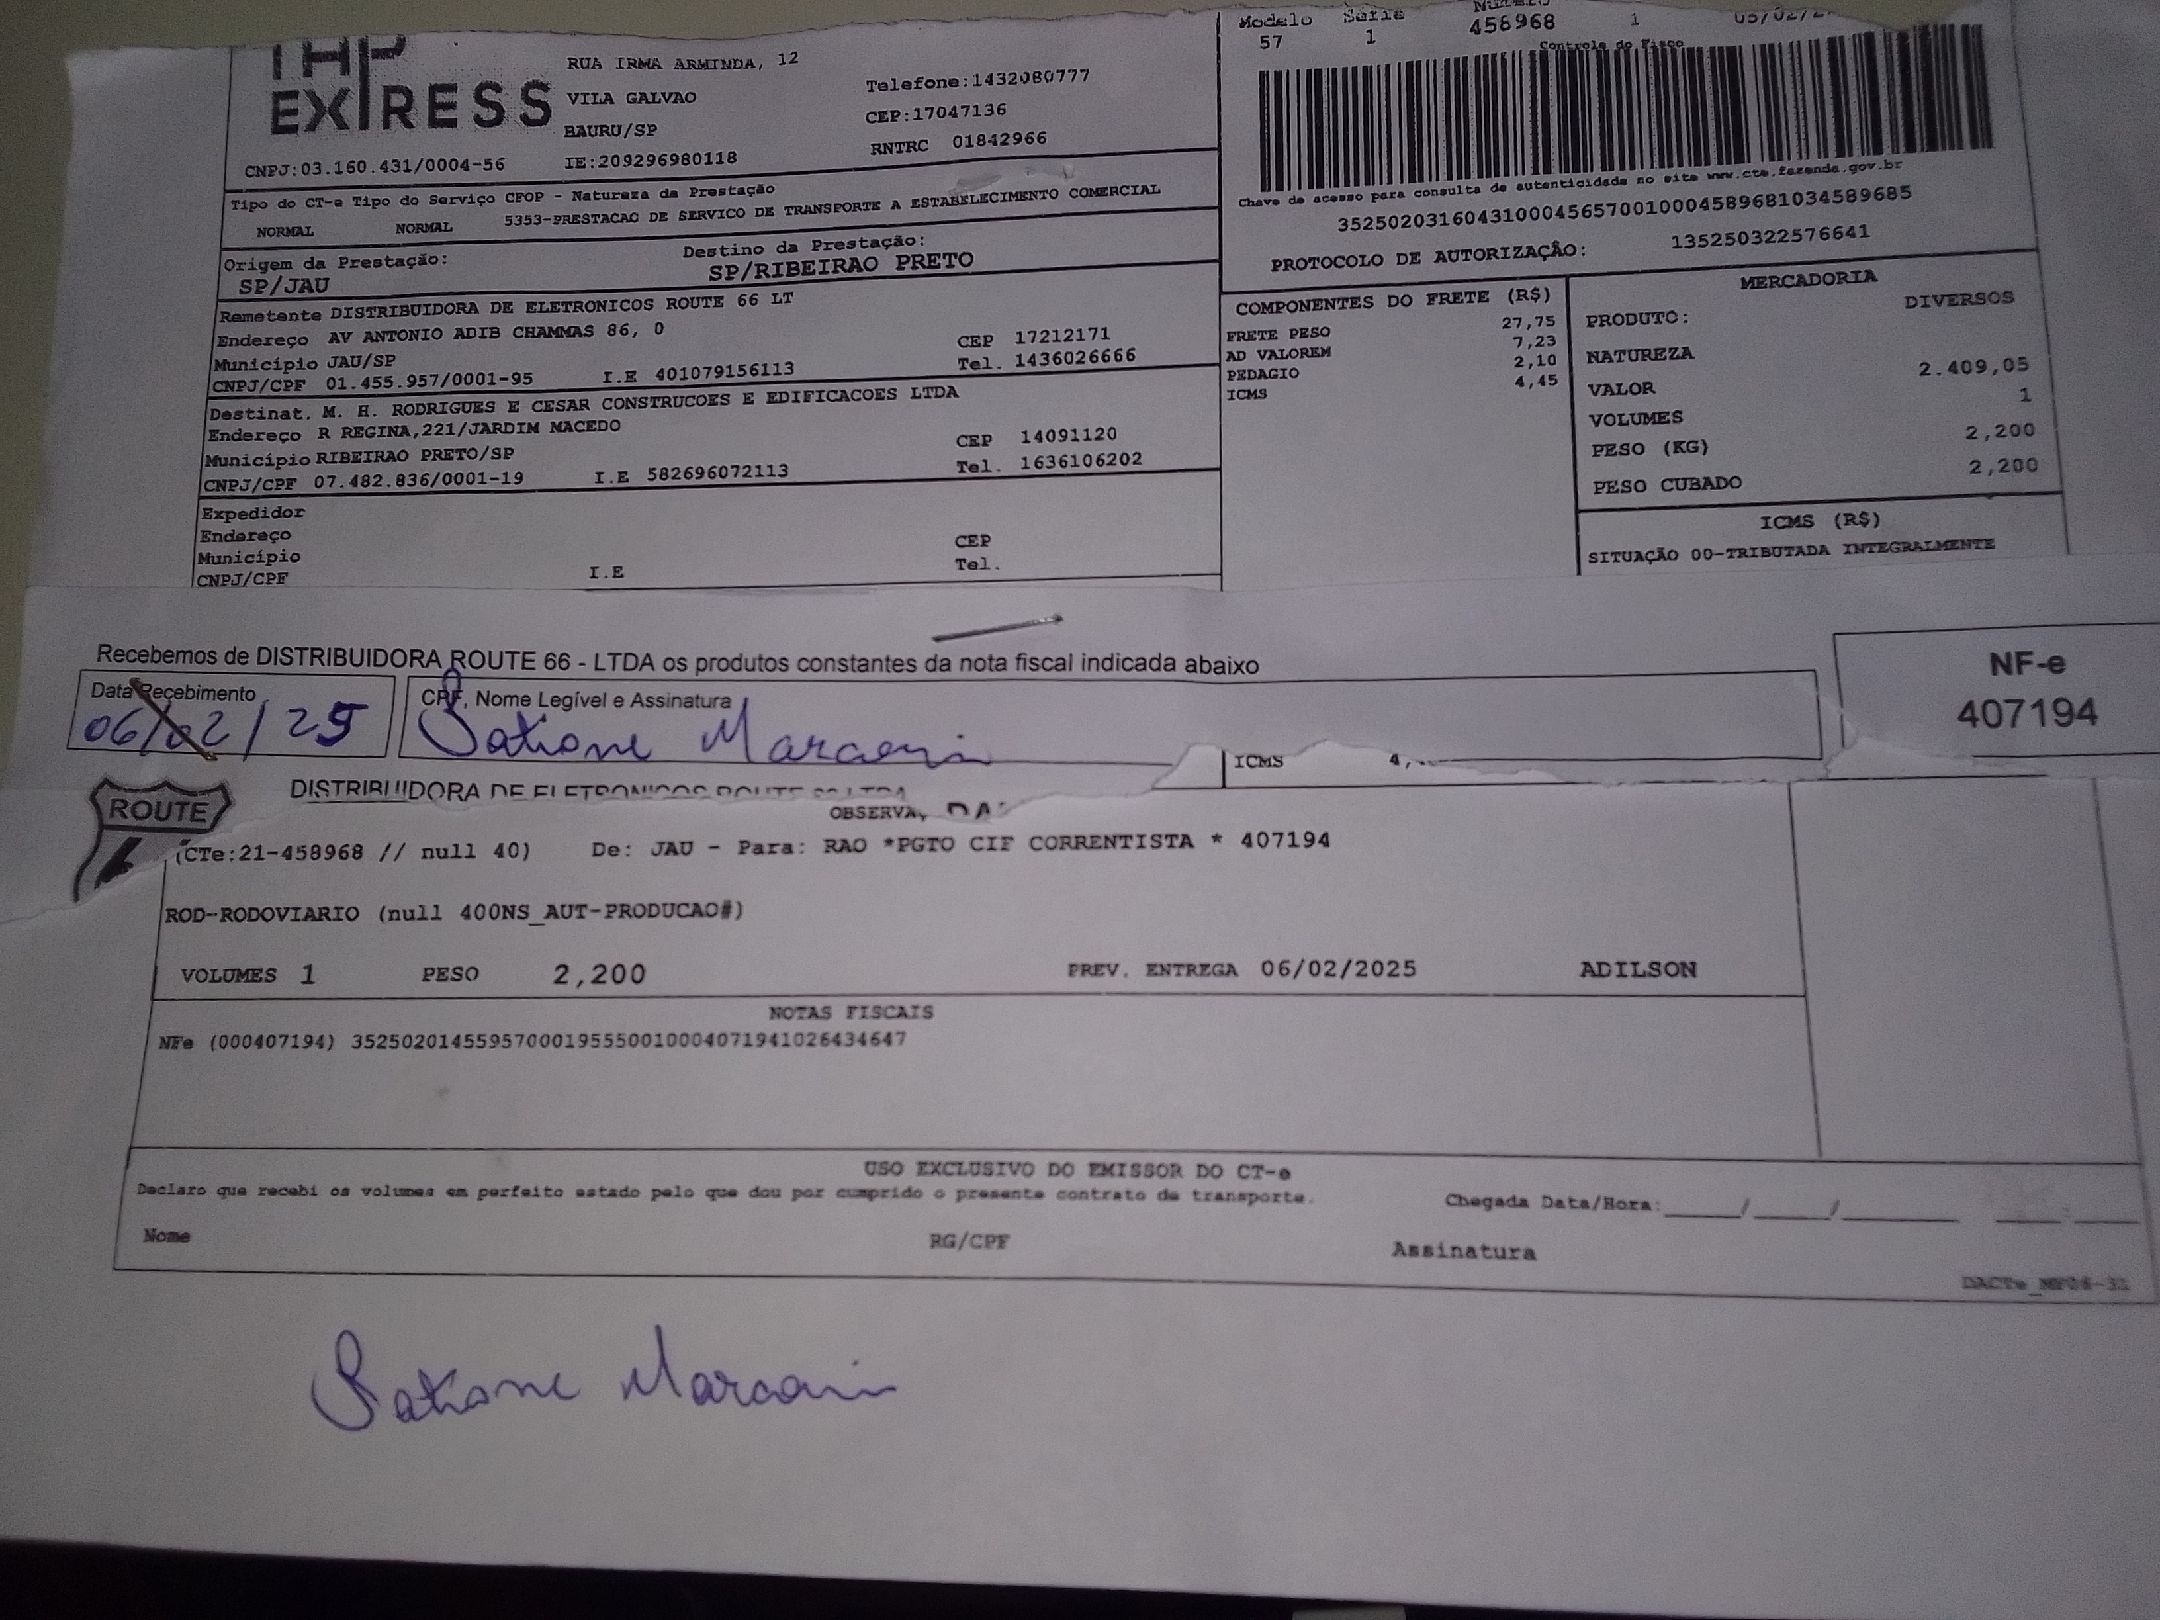 EXPRESS
RUA IRMA ARMINDA, 12
VILA GALVAO
BAURU/SP
Telefone:1432080777
CEP:17047136
RNTRC 01842966
CNPJ:03.160.431/0004-56 IE:209296980118
Modelo Série
57 1 458968 1
Controle do Fisco
Chave de acesso para consulta de autenticidade no site www.cte.fazenda.gov.br
35250203160431000456570010004589681034589685
PROTOCOLO DE AUTORIZAÇÃO: 135250322576641
Tipo do CT-e Tipo do Serviço CFOP - Natureza da Prestação
NORMAL NORMAL 5353-PRESTACAO DE SERVICO DE TRANSPORTE A ESTABELECIMENTO COMERCIAL
Origem da Prestação: Destino da Prestação:
SP/JAU SP/RIBEIRAO PRETO
Remetente DISTRIBUIDORA DE ELETRONICOS ROUTE 66 LT
Endereço AV ANTONIO ADIB CHAMMAS 86, 0 CEP 17212171
Município JAU/SP Tel. 1436026666
CNPJ/CPF 01.455.957/0001-95 I.E 401079156113
Destinat. M. H. RODRIGUES E CESAR CONSTRUCOES E EDIFICACOES LTDA
Endereço R REGINA,221/JARDIM MACEDO CEP 14091120
Município RIBEIRAO PRETO/SP Tel. 1636106202
CNPJ/CPF 07.482.836/0001-19 I.E 582696072113
Expedidor
Endereço CEP
Município Tel.
CNPJ/CPF I.E
COMPONENTES DO FRETE (R$)
FRETE PESO 27,75
AD VALOREM 7,23
PEDAGIO 2,10
ICMS 4,45
MERCADORIA
PRODUTO: DIVERSOS
NATUREZA
VALOR 2.409,05
VOLUMES 1
PESO (KG) 2,200
PESO CUBADO 2,200
ICMS (R$)
SITUAÇÃO 00-TRIBUTADA INTEGRALMENTE
Recebemos de DISTRIBUIDORA ROUTE 66 - LTDA os produtos constantes da nota fiscal indicada abaixo
Data Recebimento CPF, Nome Legível e Assinatura
06/02/25
NF-e
407194
ICMS 4,
ROUTE DISTRIBUIDORA DE ELETRONICOS ROUTE
OBSERVA
(CTe:21-458968 // null 40) De: JAU - Para: RAO *PGTO CIF CORRENTISTA * 407194
ROD-RODOVIARIO (null 400NS_AUT-PRODUCAO#)
VOLUMES 1 PESO 2,200 PREV. ENTREGA 06/02/2025 ADILSON
NOTAS FISCAIS
NFe (000407194) 35250201455957000195550010004071941026434647
USO EXCLUSIVO DO EMISSOR DO CT-e
Declaro que recebi os volumes em perfeito estado pelo que dou por cumprido o presente contrato de transporte. Chegada Data/Hora:
Nome RG/CPF Assinatura